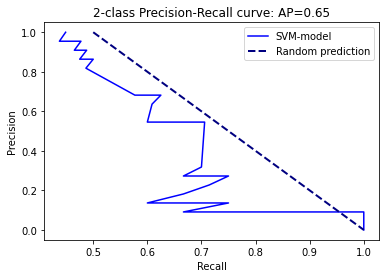 2-class Precision-Recall curve: AP=0.65
SVM-model
Random prediction
Precision
1.0
0.8
0.6
0.4
0.2
0.0
0.5
0.6
0.7
0.8
0.9
1.0
Recall